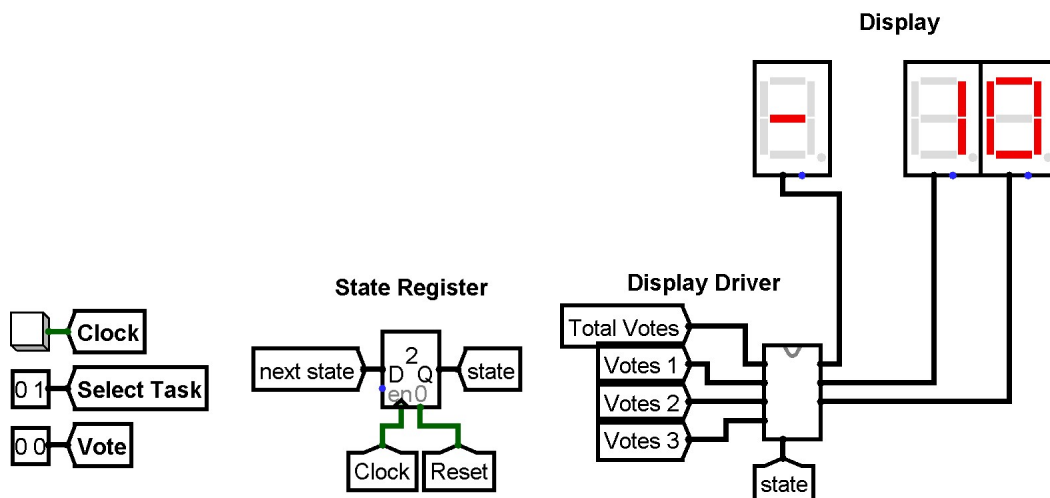 Display
10
State Register
Display Driver
Clock
Select Task
Vote
0 1
0 0
next state
D 2 Q
en 0
state
Clock
Reset
Total Votes
Votes 1
Votes 2
Votes 3
state